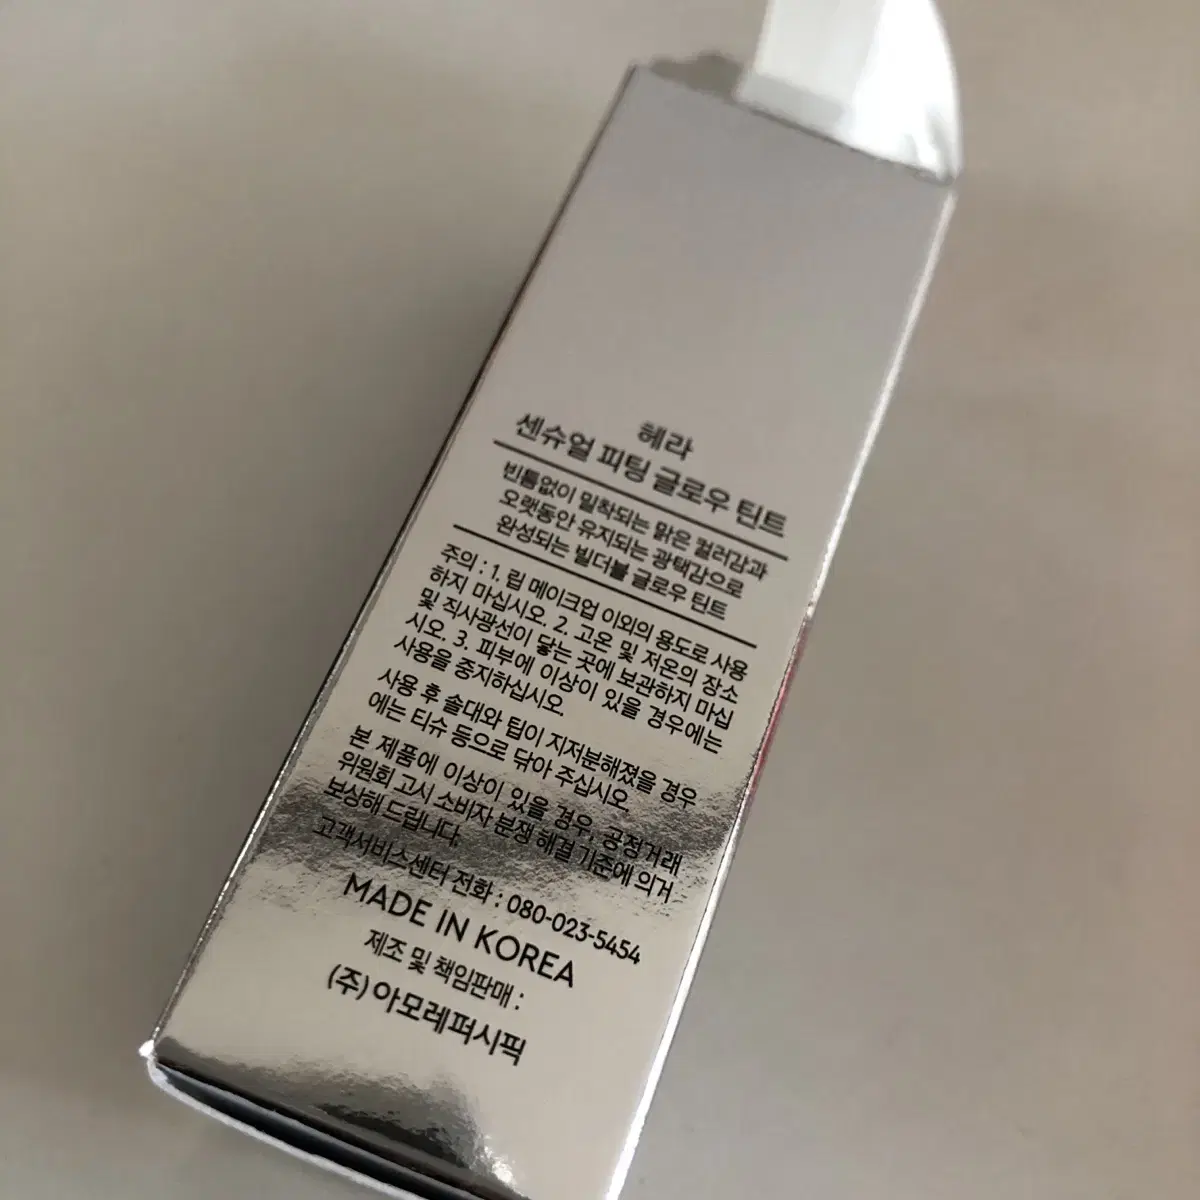 헤라
센슈얼 피팅 글로우 틴트
빈틈없이 밀착되는 맑은 컬러감과
오랫동안 유지되는 광택감으로
완성되는 빌더블 글로우 틴트
주의 : 1. 립 메이크업 이외의 용도로 사용
하지 마십시오. 2. 고온 및 저온의 장소
및 직사광선이 닿는 곳에 보관하지 마십
시오. 3. 피부에 이상이 있을 경우에는
사용을 중지하십시오.
사용 후 솔대와 팁이 지저분해졌을 경우
에는 티슈 등으로 닦아 주십시오.
본 제품에 이상이 있을 경우, 공정거래
위원회 고시 소비자 분쟁 해결 기준에 의거
보상해 드립니다.
고객서비스센터 전화 : 080-023-5454
MADE IN KOREA
제조 및 책임판매 :
(주)아모레퍼시픽